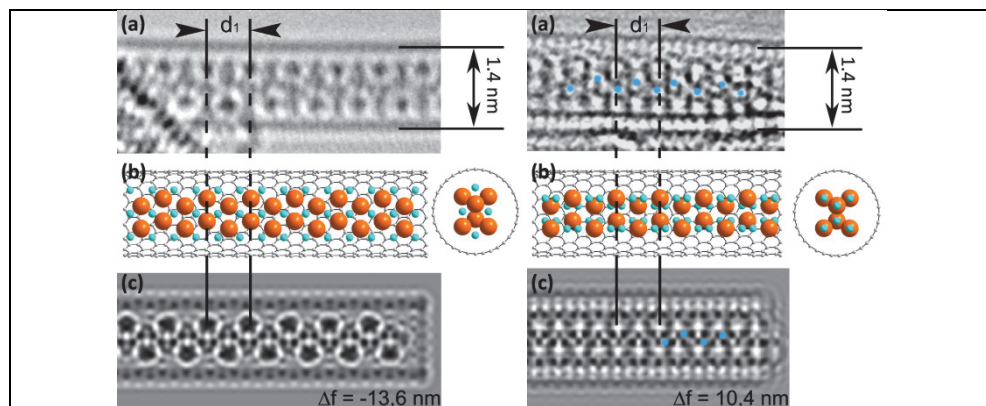 (a)
d₁
1.4 nm
(b)
(c)
Δf = -13,6 nm
(a)
d₁
1.4 nm
(b)
(c)
Δf = 10,4 nm